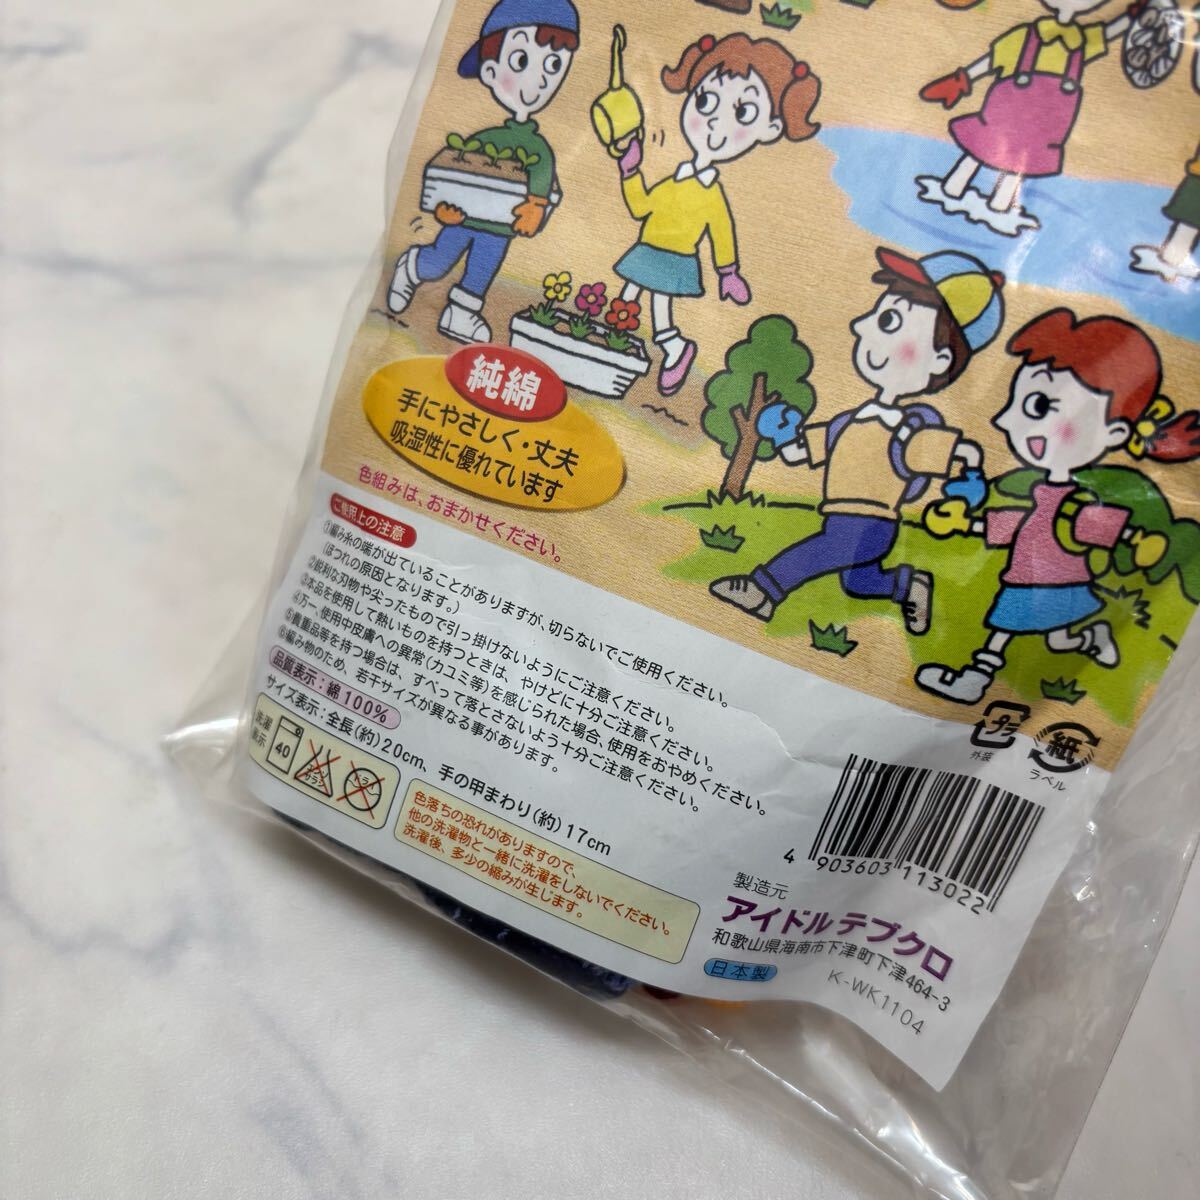 純綿
手にやさしく・丈夫
吸湿性に優れています
色組みは、おまかせください。
ご使用上の注意
①編み糸の端が出ていることがありますが、切らないでご使用ください。
(ほつれの原因となります。)
②鋭利な刃物や尖ったもので引っ掛けないようにご注意ください。
③本品を使用して熱いものを持つときは、やけどに十分ご注意ください。
④万一、使用中皮膚への異常(カユミ等)を感じられた場合、使用をおやめください。
⑤貴重品等を持つ場合は、すべって落とさないよう十分ご注意ください。
⑥編み物のため、若干サイズが異なる事があります。
品質表示:綿100%
サイズ表示:全長(約)20cm、手の甲まわり(約)17cm
洗濯
表示
40
エンソ
サラシ
ドライ
色落ちの恐れがありますので、
他の洗濯物と一緒に洗濯をしないでください。
洗濯後、多少の縮みが生じます。
プラ
外装
紙
ラベル
4 903603 113022
製造元
アイドルテブクロ
和歌山県海南市下津町下津464-3
日本製
K-WK1104